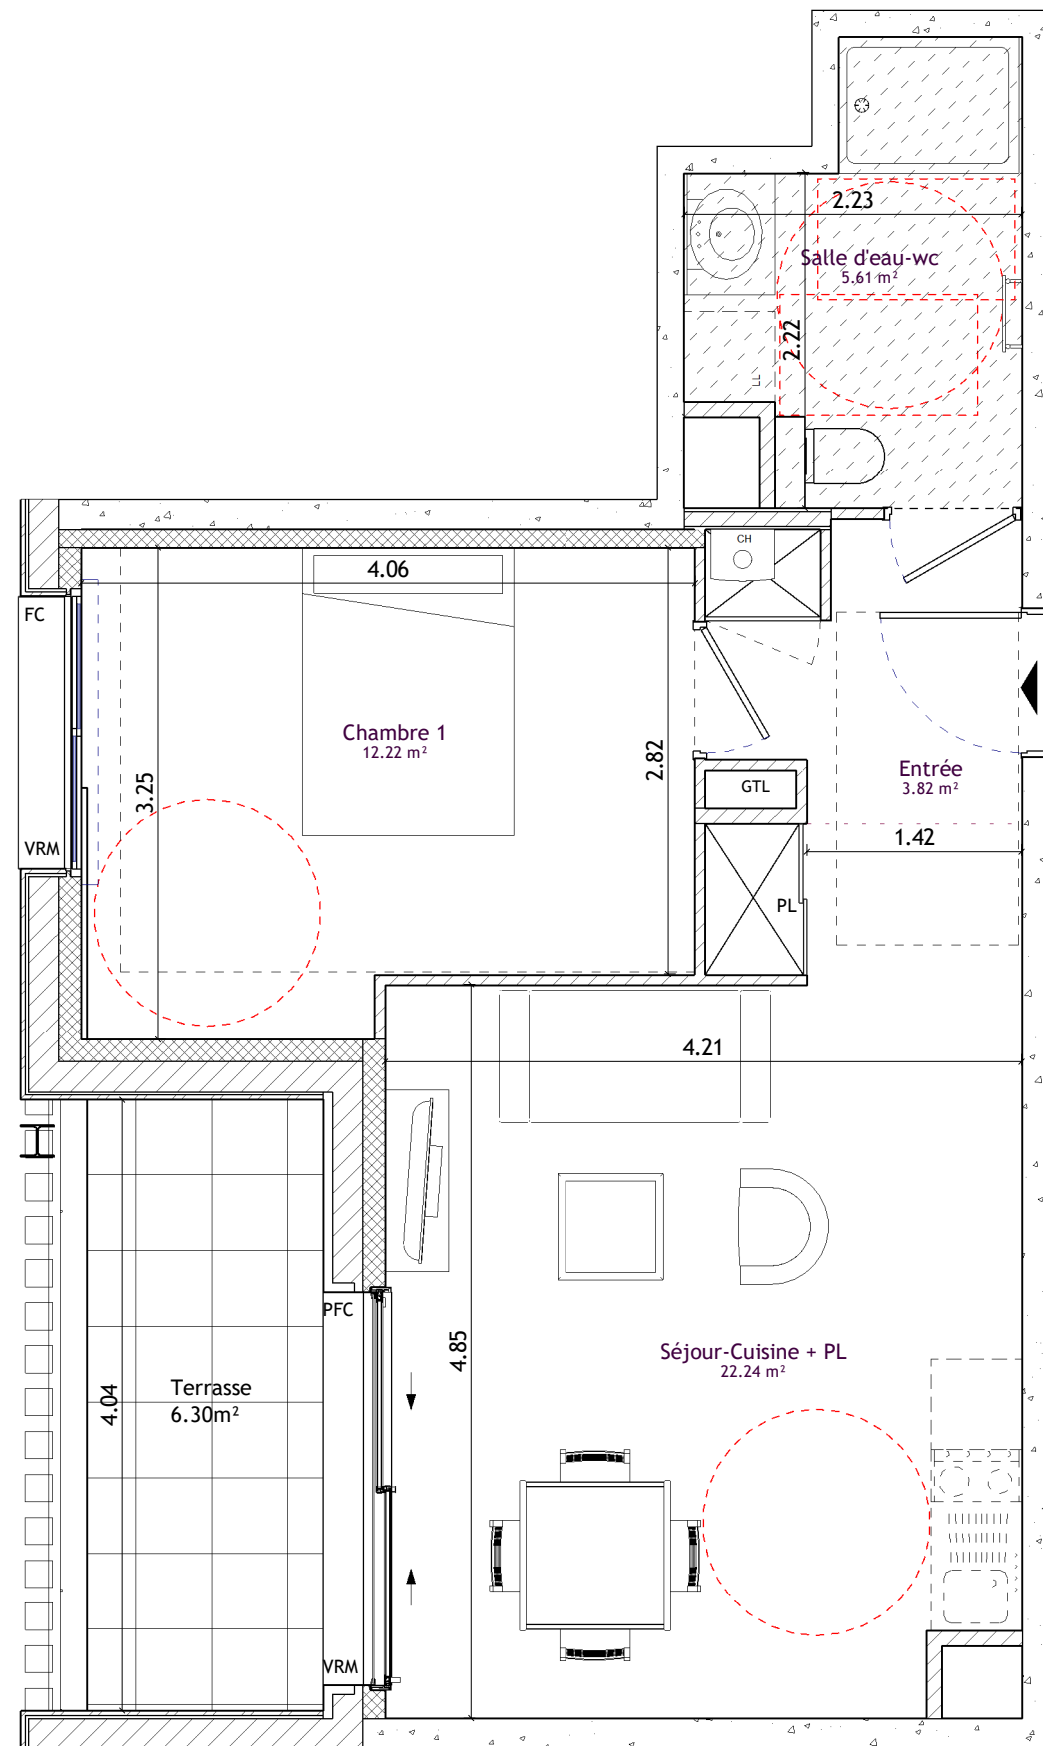 2.23
Salle d'eau-wc
5.61 m²
2.22
LL
CH
4.06
FC
Chambre 1
12.22 m²
2.82
3.25
GTL
Entrée
3.82 m²
VRM
1.42
PL
4.21
PFC
4.85
Séjour-Cuisine + PL
22.24 m²
Terrasse
6.30m²
4.04
VRM